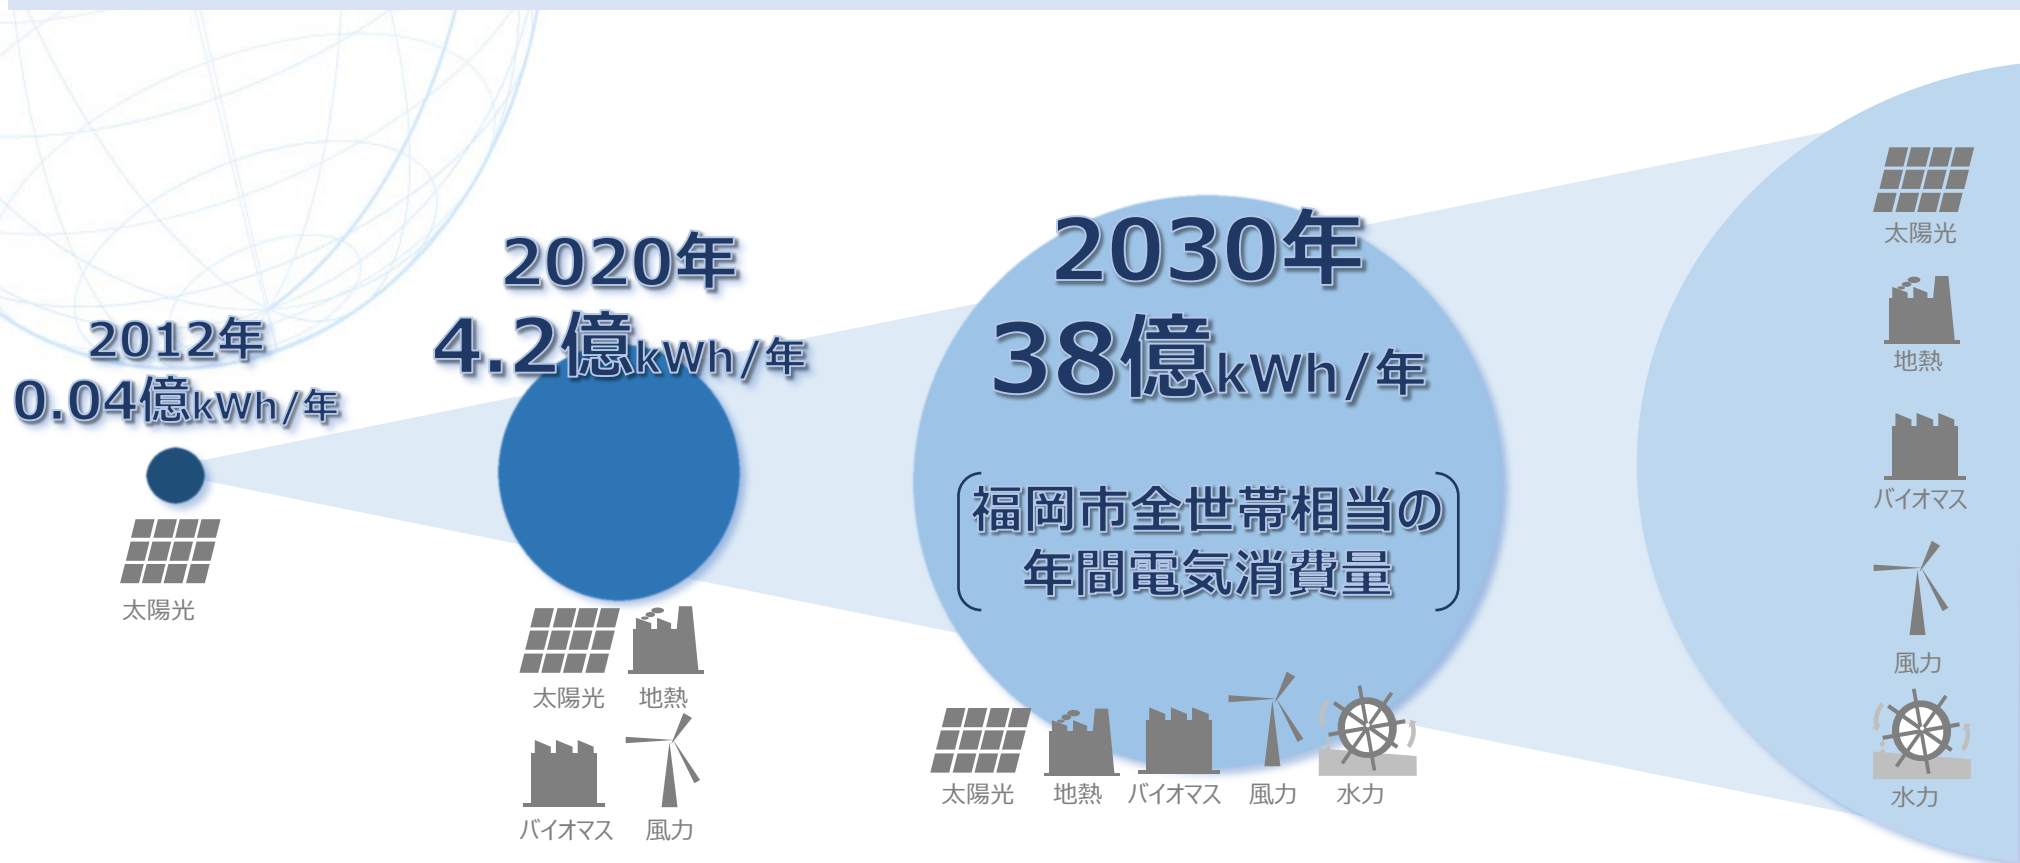 2012年
0.04億kWh/年
太陽光
2020年
4.2億kWh/年
太陽光
地熱
バイオマス
風力
2030年
38億kWh/年
福岡市全世帯相当の
年間電気消費量
太陽光
地熱
バイオマス
風力
水力
太陽光
地熱
バイオマス
風力
水力